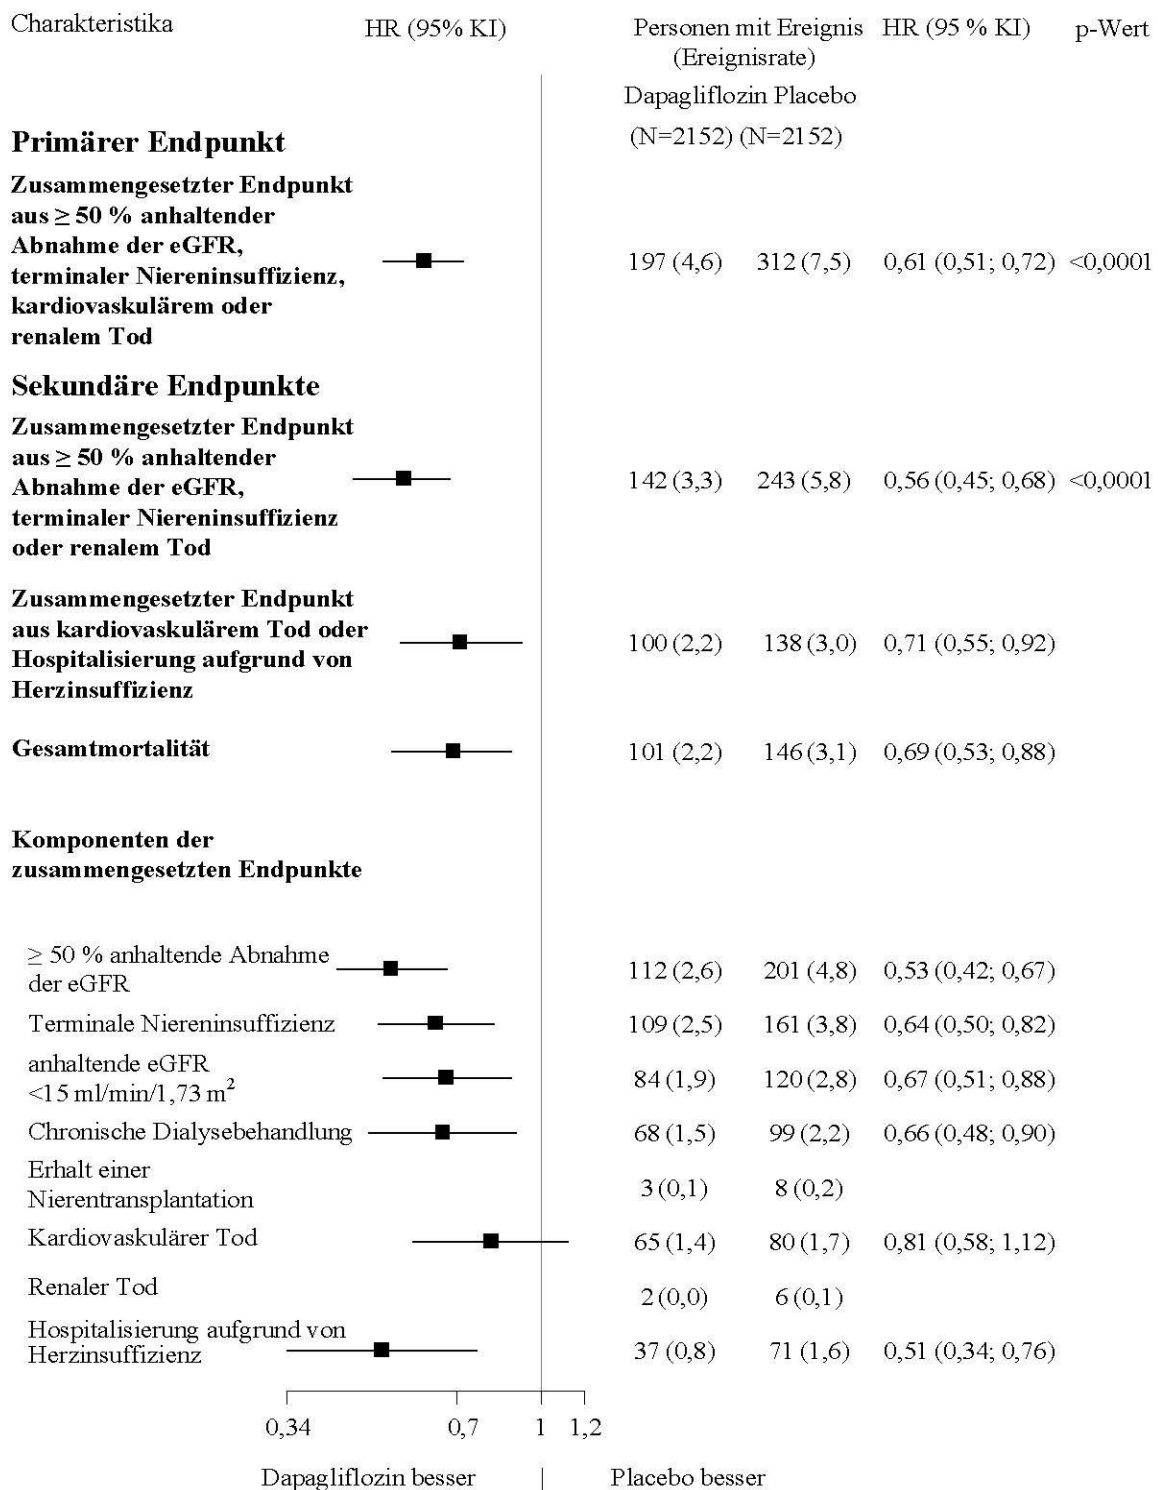 Charakteristika HR (95% KI) Personen mit Ereignis HR (95 % KI) p-Wert
(Ereignisrate)
Dapagliflozin Placebo
Primärer Endpunkt (N=2152) (N=2152)
Zusammengesetzter Endpunkt
aus ≥ 50 % anhaltender
Abnahme der eGFR,
terminaler Niereninsuffizienz, 197 (4,6) 312 (7,5) 0,61 (0,51; 0,72) <0,0001
kardiovaskulärem oder
renalem Tod
Sekundäre Endpunkte
Zusammengesetzter Endpunkt
aus ≥ 50 % anhaltender
Abnahme der eGFR, 142 (3,3) 243 (5,8) 0,56 (0,45; 0,68) <0,0001
terminaler Niereninsuffizienz
oder renalem Tod
Zusammengesetzter Endpunkt
aus kardiovaskulärem Tod oder 100 (2,2) 138 (3,0) 0,71 (0,55; 0,92)
Hospitalisierung aufgrund von
Herzinsuffizienz
Gesamtmortalität 101 (2,2) 146 (3,1) 0,69 (0,53; 0,88)
Komponenten der
zusammengesetzten Endpunkte
≥ 50 % anhaltende Abnahme
der eGFR 112 (2,6) 201 (4,8) 0,53 (0,42; 0,67)
Terminale Niereninsuffizienz 109 (2,5) 161 (3,8) 0,64 (0,50; 0,82)
anhaltende eGFR
<15 ml/min/1,73 m² 84 (1,9) 120 (2,8) 0,67 (0,51; 0,88)
Chronische Dialysebehandlung 68 (1,5) 99 (2,2) 0,66 (0,48; 0,90)
Erhalt einer
Nierentransplantation 3 (0,1) 8 (0,2)
Kardiovaskulärer Tod 65 (1,4) 80 (1,7) 0,81 (0,58; 1,12)
Renaler Tod 2 (0,0) 6 (0,1)
Hospitalisierung aufgrund von
Herzinsuffizienz 37 (0,8) 71 (1,6) 0,51 (0,34; 0,76)
0,34 0,7 1 1,2
Dapagliflozin besser | Placebo besser